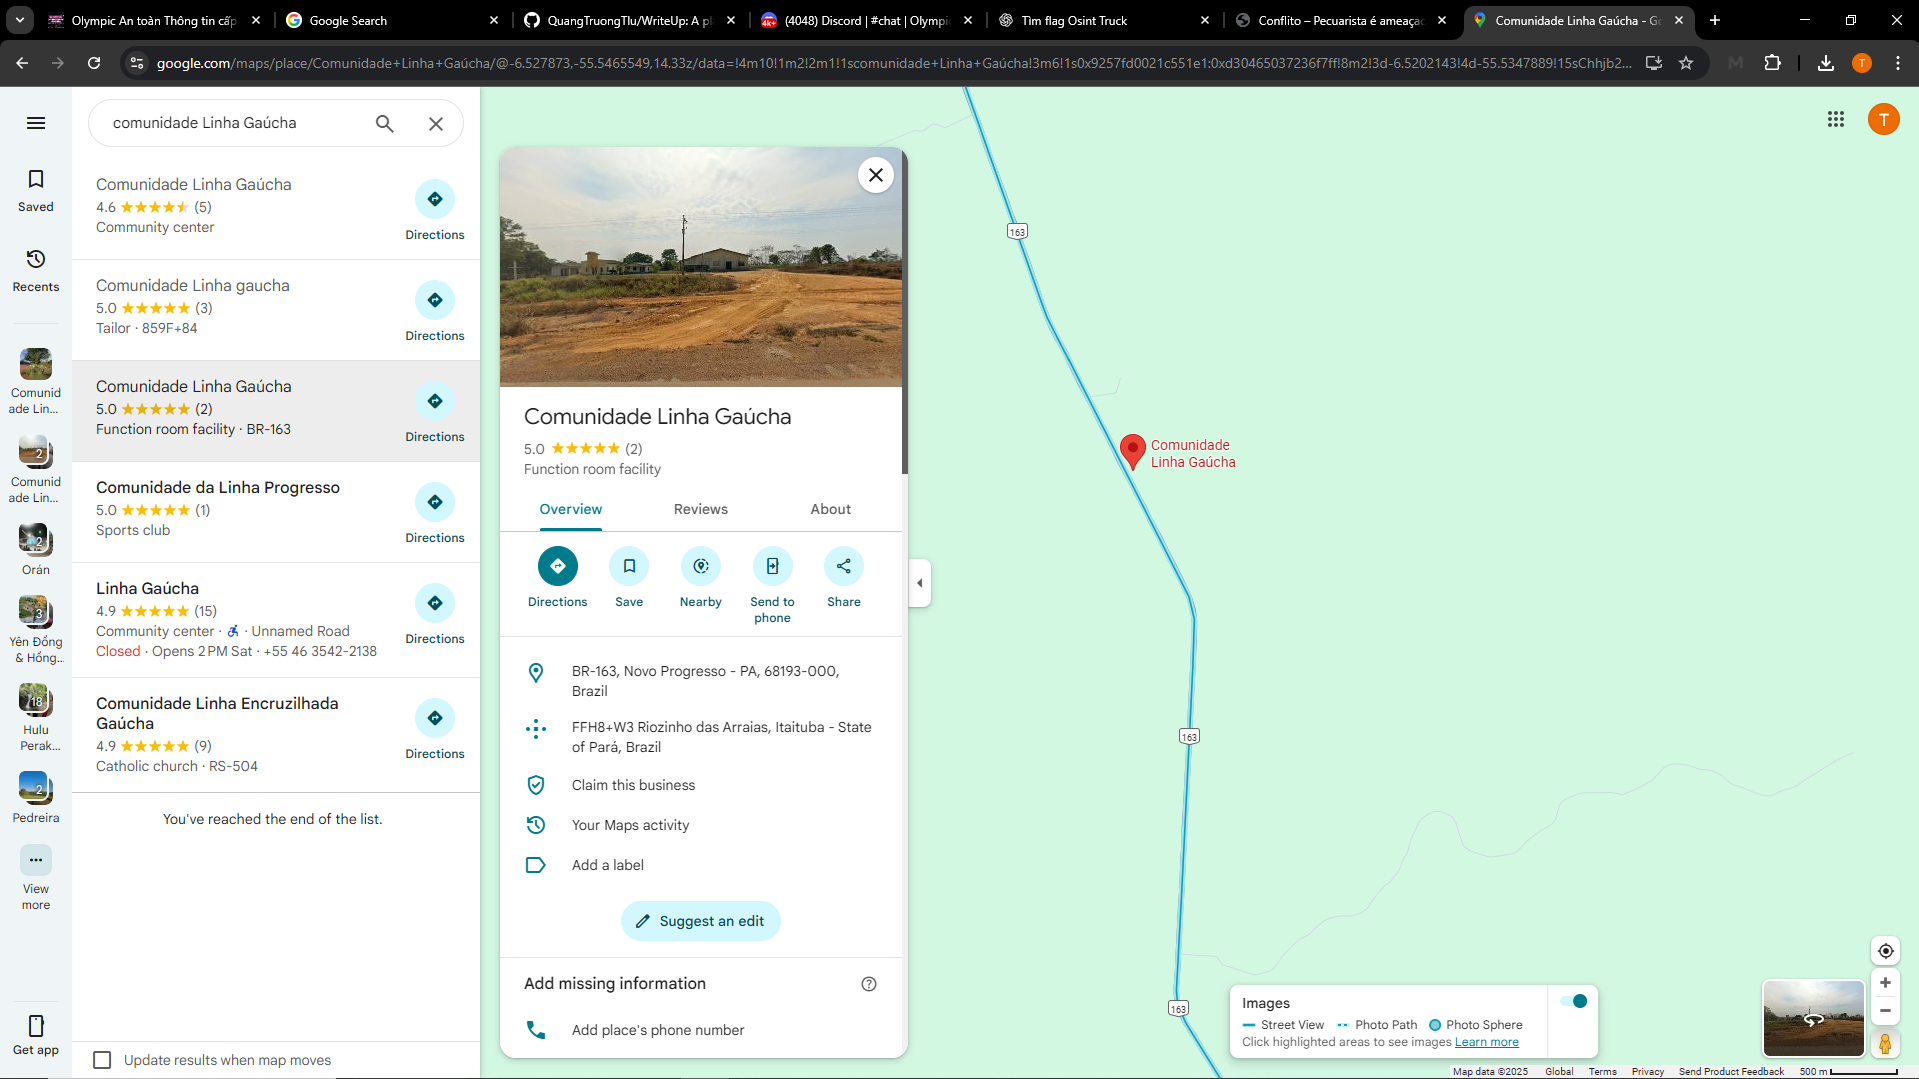 Olympic An toàn Thông tin cấp
Google Search
QuangTruongTlu/WriteUp: A pl
(4048) Discord | #chat | Olympi
Tìm flag Osint Truck
Conflito – Pecuarista é ameaçad
Comunidade Linha Gaúcha - Go
google.com/maps/place/Comunidade+Linha+Gaúcha/@-6.527873,-55.5465549,14.33z/data=!4m10!1m2!2m1!1scomunidade+Linha+Gaúcha!3m6!1s0x9257fd0021c551e1:0xd30465037236f7ff!8m2!3d-6.5202143!4d-55.5347889!15sChhjb2...
T
comunidade Linha Gaúcha
T
Saved
Recents
Comunid
ade Lin...
2
Comunid
ade Lin...
2
Orán
3
Yên Đồng
& Hồng...
18
Hulu
Perak...
2
Pedreira
View
more
Get app
Comunidade Linha Gaúcha
4.6 (5)
Community center
Directions
Comunidade Linha gaucha
5.0 (3)
Tailor · 859F+84
Directions
Comunidade Linha Gaúcha
5.0 (2)
Function room facility · BR-163
Directions
Comunidade da Linha Progresso
5.0 (1)
Sports club
Directions
Linha Gaúcha
4.9 (15)
Community center · · Unnamed Road
Closed · Opens 2 PM Sat · +55 46 3542-2138
Directions
Comunidade Linha Encruzilhada
Gaúcha
4.9 (9)
Catholic church · RS-504
Directions
You've reached the end of the list.
Update results when map moves
Comunidade Linha Gaúcha
5.0 (2)
Function room facility
Overview
Reviews
About
Directions
Save
Nearby
Send to
phone
Share
BR-163, Novo Progresso - PA, 68193-000,
Brazil
FFH8+W3 Riozinho das Arraias, Itaituba - State
of Pará, Brazil
Claim this business
Your Maps activity
Add a label
Suggest an edit
Add missing information
Add place's phone number
163
Comunidade
Linha Gaúcha
163
163
Images
Street View
Photo Path
Photo Sphere
Click highlighted areas to see images Learn more
Map data ©2025
Global
Terms
Privacy
Send Product Feedback
500 m